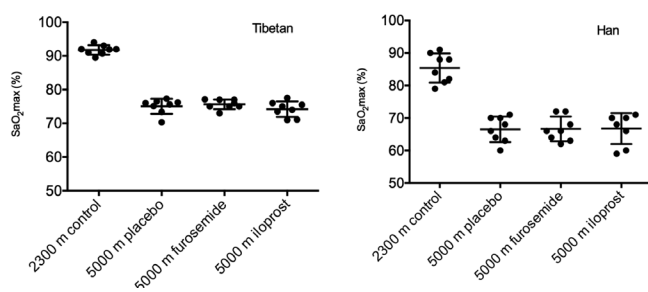 Tibetan
SaO2max (%)
100
90
80
70
60
50
2300 m control
5000 m placebo
5000 m furosemide
5000 m iloprost
Han
SaO2max (%)
100
90
80
70
60
50
2300 m control
5000 m placebo
5000 m furosemide
5000 m iloprost